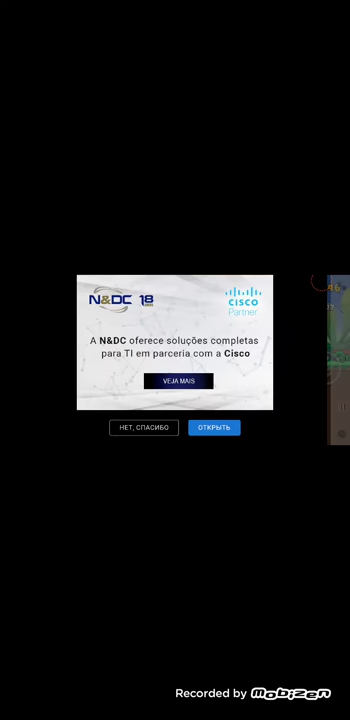 N&DC 18
CISCO
Partner
A N&DC oferece soluções completas
para TI em parceria com a Cisco
VEJA MAIS
НЕТ, СПАСИБО
ОТКРЫТЬ
Recorded by mobizen